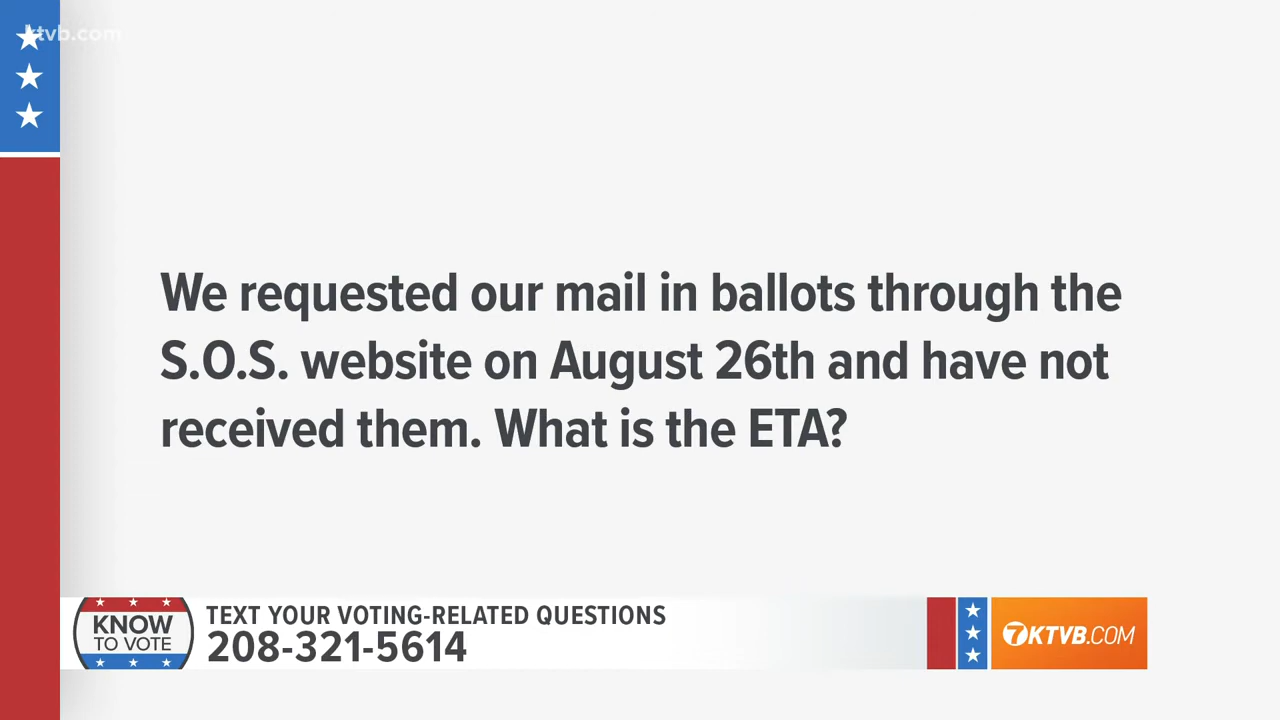 ktvb.com
We requested our mail in ballots through the
S.O.S. website on August 26th and have not
received them. What is the ETA?
KNOW
TO VOTE
TEXT YOUR VOTING-RELATED QUESTIONS
208-321-5614
7KTVB.COM